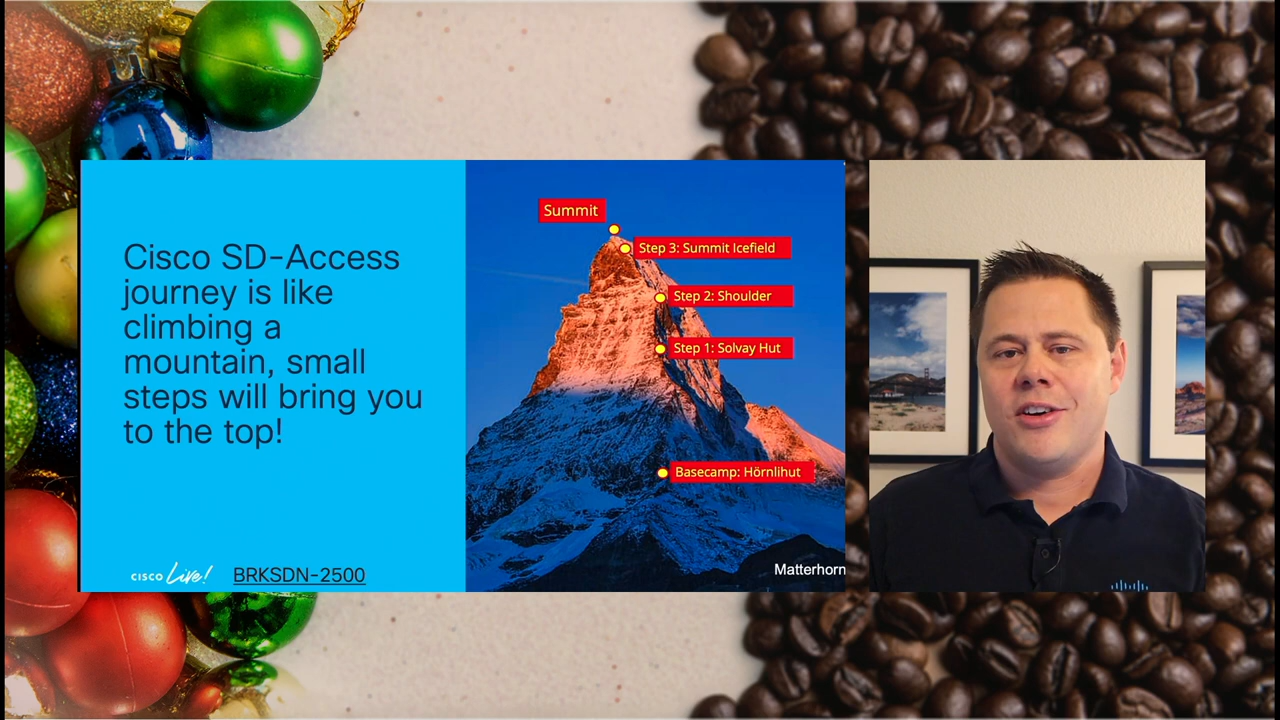 Cisco SD-Access
journey is like
climbing a
mountain, small
steps will bring you
to the top!
CISCO Live! BRKSDN-2500
Summit
Step 3: Summit Icefield
Step 2: Shoulder
Step 1: Solvay Hut
Basecamp: Hörnlihut
Matterhorn